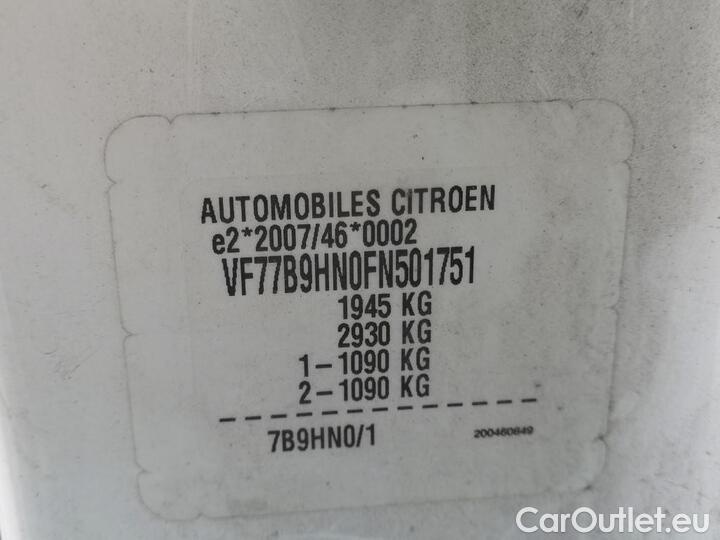 AUTOMOBILES CITROEN
e2*2007/46*0002
VF77B9HN0FN501751
1945 KG
2930 KG
1-1090 KG
2-1090 KG
7B9HN0/1
200460849
CarOutlet.eu